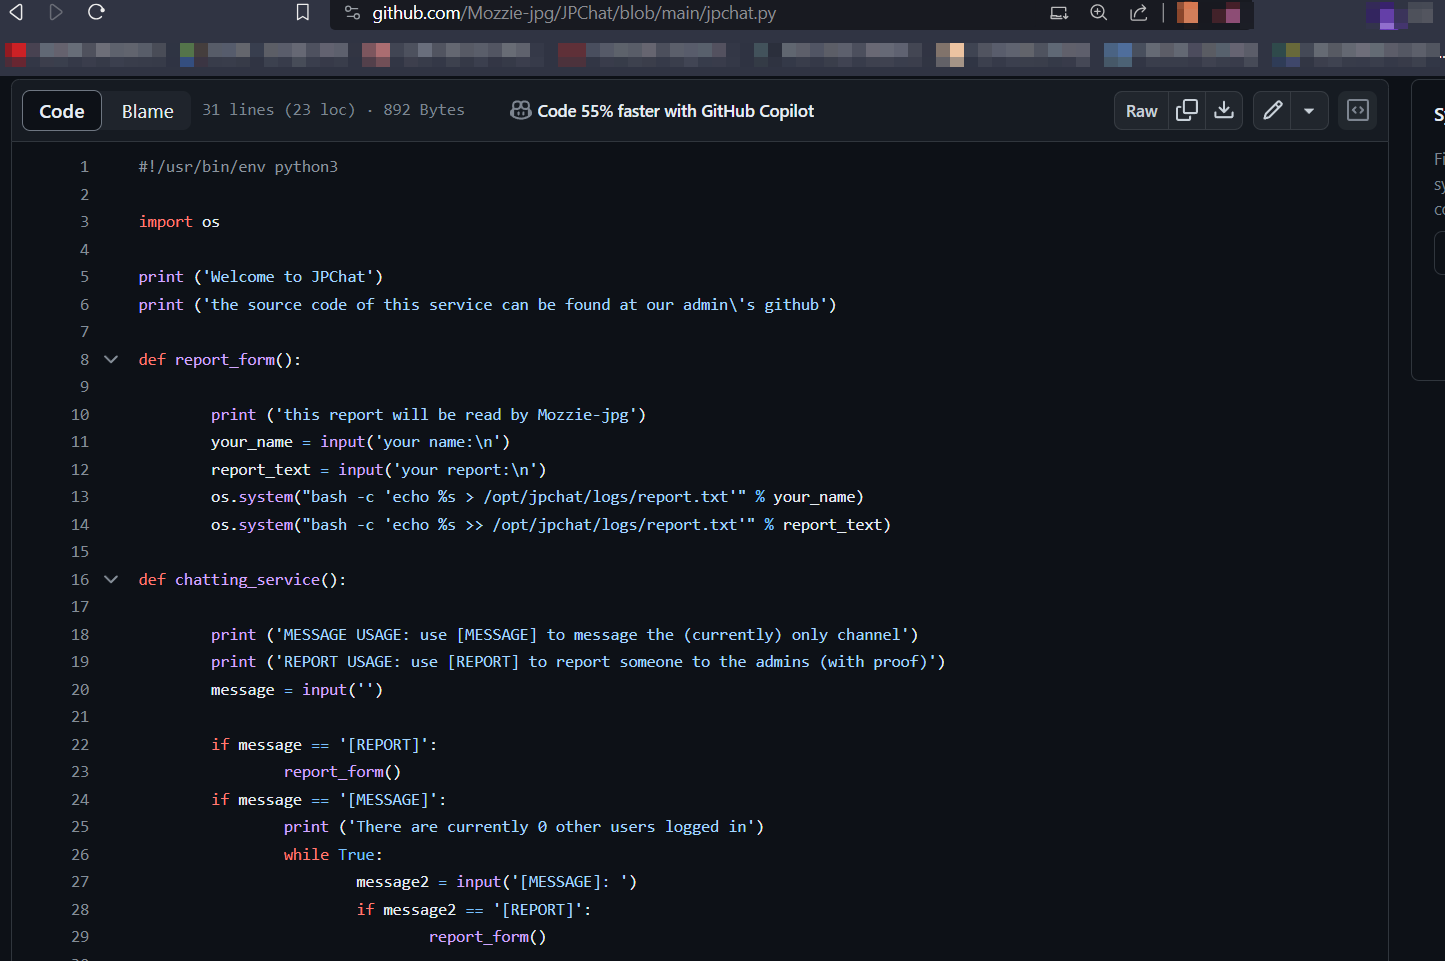 github.com/Mozzie-jpg/JPChat/blob/main/jpchat.py
Code Blame 31 lines (23 loc) · 892 Bytes Code 55% faster with GitHub Copilot Raw
1 #!/usr/bin/env python3
2
3 import os
4
5 print ('Welcome to JPChat')
6 print ('the source code of this service can be found at our admin\'s github')
7
8 def report_form():
9
10 print ('this report will be read by Mozzie-jpg')
11 your_name = input('your name:\n')
12 report_text = input('your report:\n')
13 os.system("bash -c 'echo %s > /opt/jpchat/logs/report.txt'" % your_name)
14 os.system("bash -c 'echo %s >> /opt/jpchat/logs/report.txt'" % report_text)
15
16 def chatting_service():
17
18 print ('MESSAGE USAGE: use [MESSAGE] to message the (currently) only channel')
19 print ('REPORT USAGE: use [REPORT] to report someone to the admins (with proof)')
20 message = input('')
21
22 if message == '[REPORT]':
23 report_form()
24 if message == '[MESSAGE]':
25 print ('There are currently 0 other users logged in')
26 while True:
27 message2 = input('[MESSAGE]: ')
28 if message2 == '[REPORT]':
29 report_form()